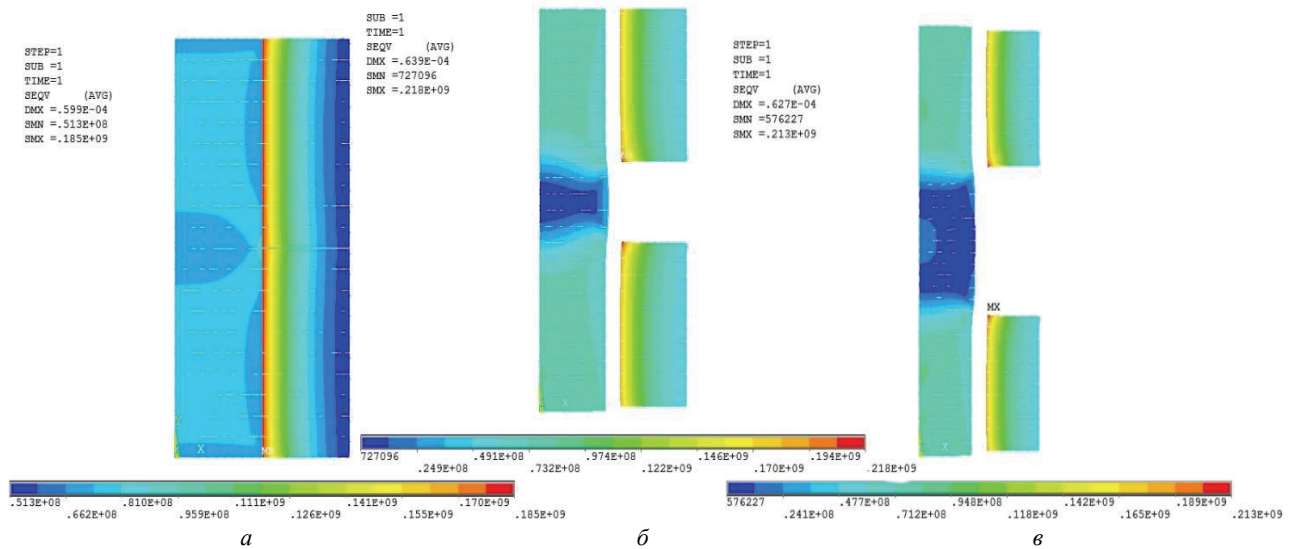 STEP=1
SUB =1
TIME=1
SEQV (AVG)
DMX =.599E-04
SMN =.513E+08
SMX =.185E+09
X
.513E+08 .810E+08 .111E+09 .141E+09 .170E+09
.662E+08 .959E+08 .126E+09 .155E+09 .185E+09
а
SUB =1
TIME=1
SEQV (AVG)
DMX =.639E-04
SMN =727096
SMX =.218E+09
X
727096 .491E+08 .974E+08 .146E+09 .194E+09
.249E+08 .732E+08 .122E+09 .170E+09 .218E+09
б
STEP=1
SUB =1
TIME=1
SEQV (AVG)
DMX =.627E-04
SMN =576227
SMX =.213E+09
MX
X
576227 .477E+08 .948E+08 .142E+09 .189E+09
.241E+08 .712E+08 .118E+09 .165E+09 .213E+09
в